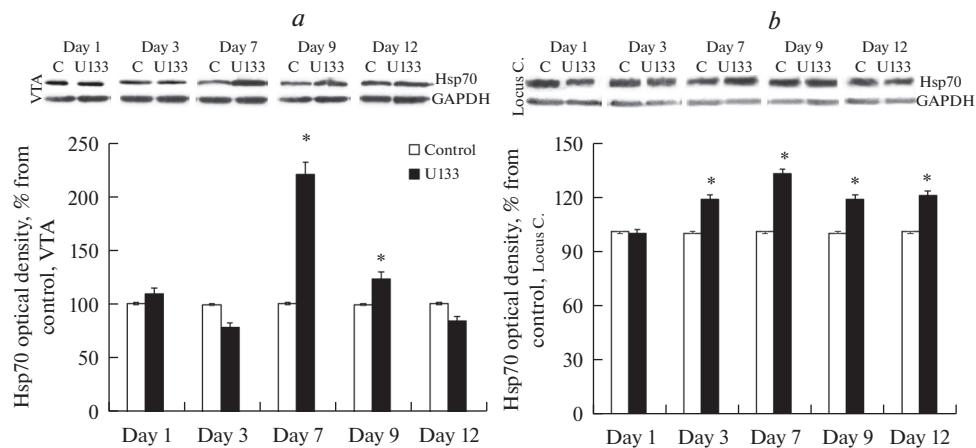 a
Day 1 Day 3 Day 7 Day 9 Day 12
C U133 C U133 C U133 C U133 C U133
VTA
Hsp70
GAPDH
Hsp70 optical density, % from
control, VTA
250
200
150
100
50
0
*
*
Control
U133
Day 1 Day 3 Day 7 Day 9 Day 12
b
Day 1 Day 3 Day 7 Day 9 Day 12
C U133 C U133 C U133 C U133 C U133
Locus C.
Hsp70
GAPDH
Hsp70 optical density, % from
control, Locus C.
150
120
90
60
30
0
* * * *
Day 1 Day 3 Day 7 Day 9 Day 12